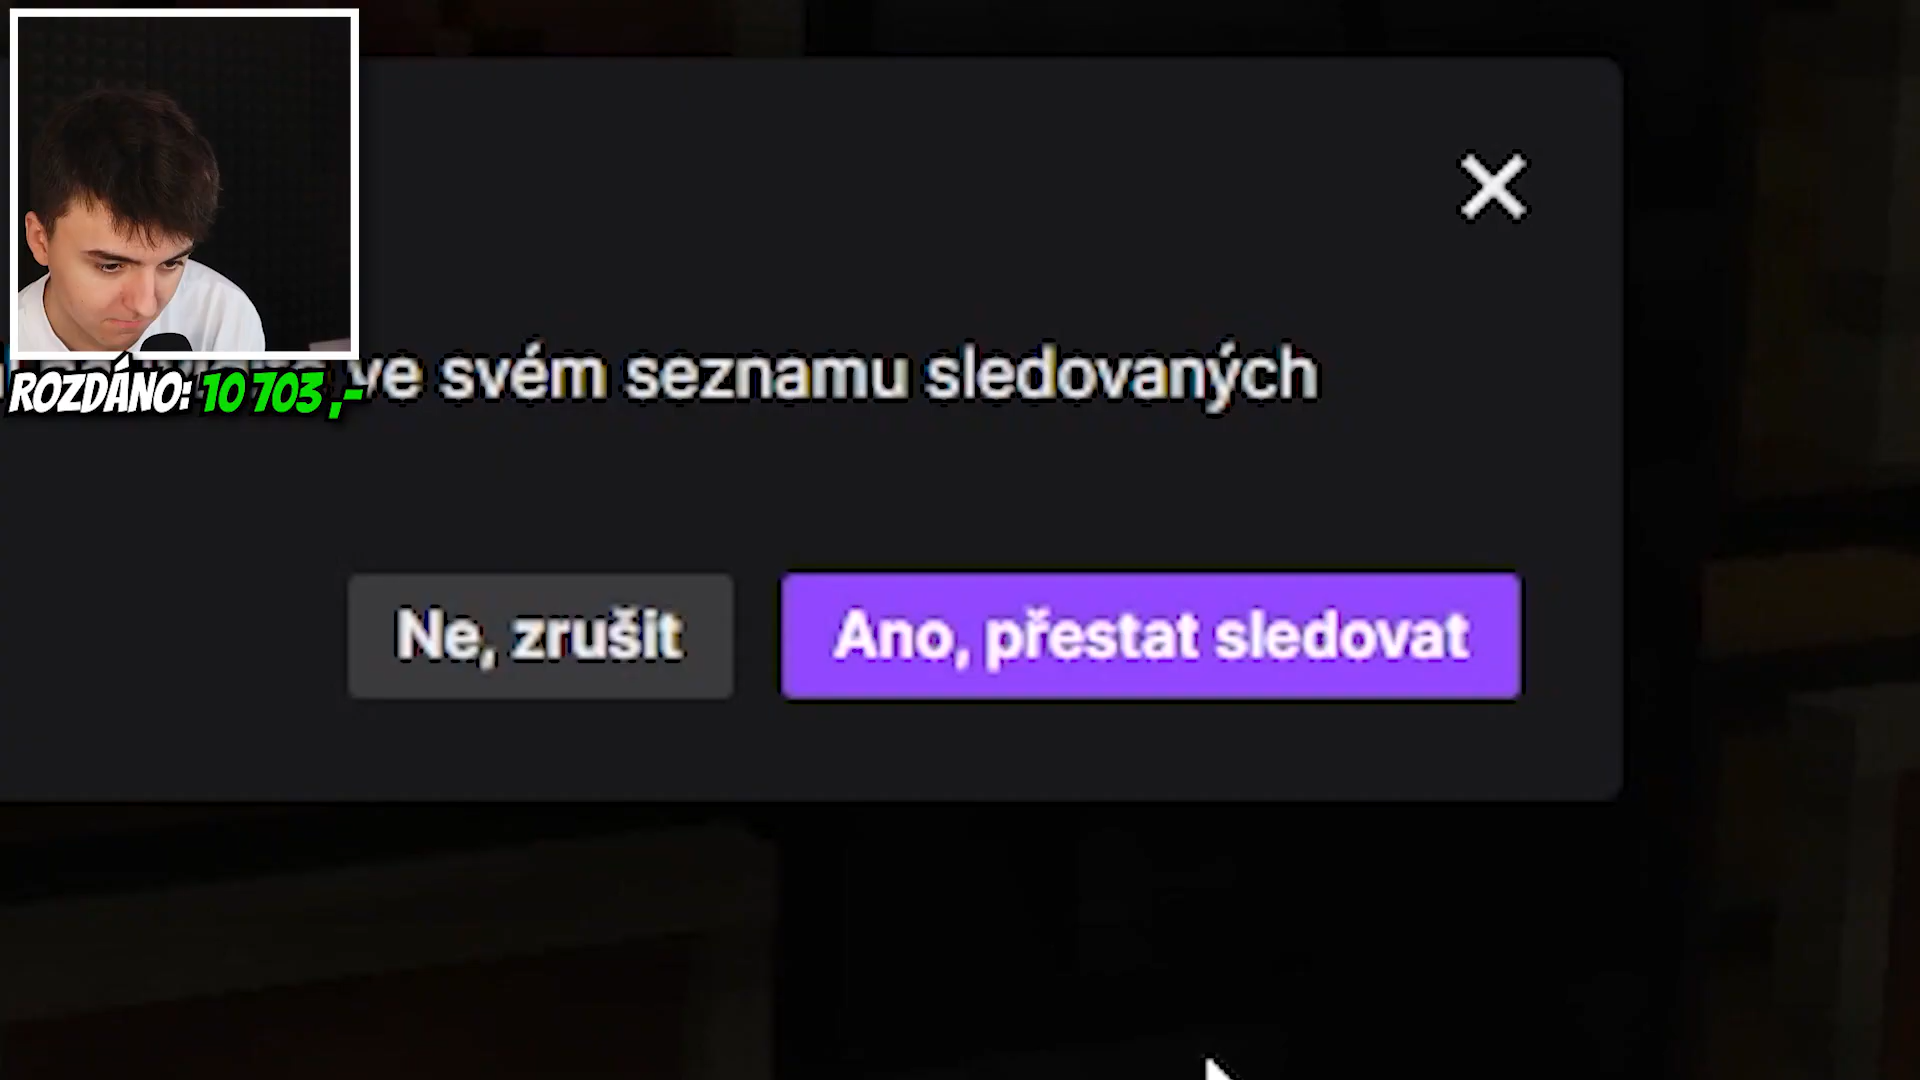 ve svém seznamu sledovaných
ROZDÁNO: 10 703 ,-
Ne, zrušit
Ano, přestat sledovat